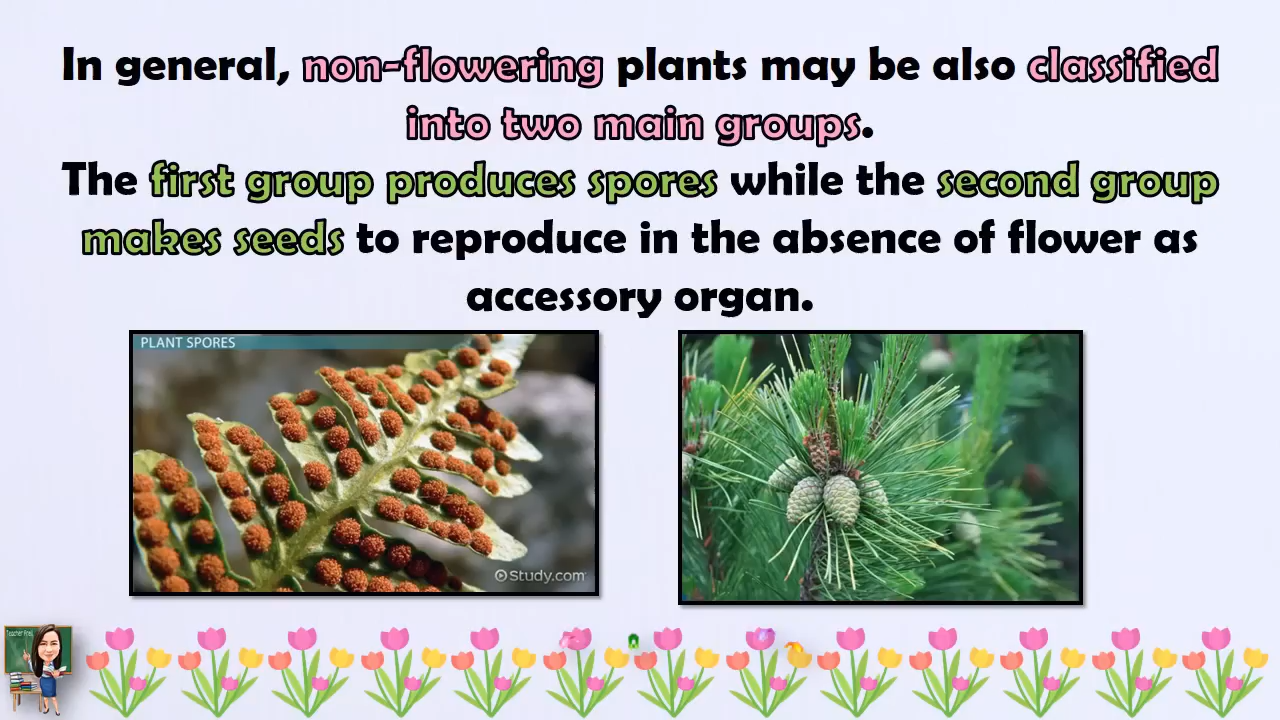 In general, non-flowering plants may be also classified
into two main groups.
The first group produces spores while the second group
makes seeds to reproduce in the absence of flower as
accessory organ.
PLANT SPORES
Study.com